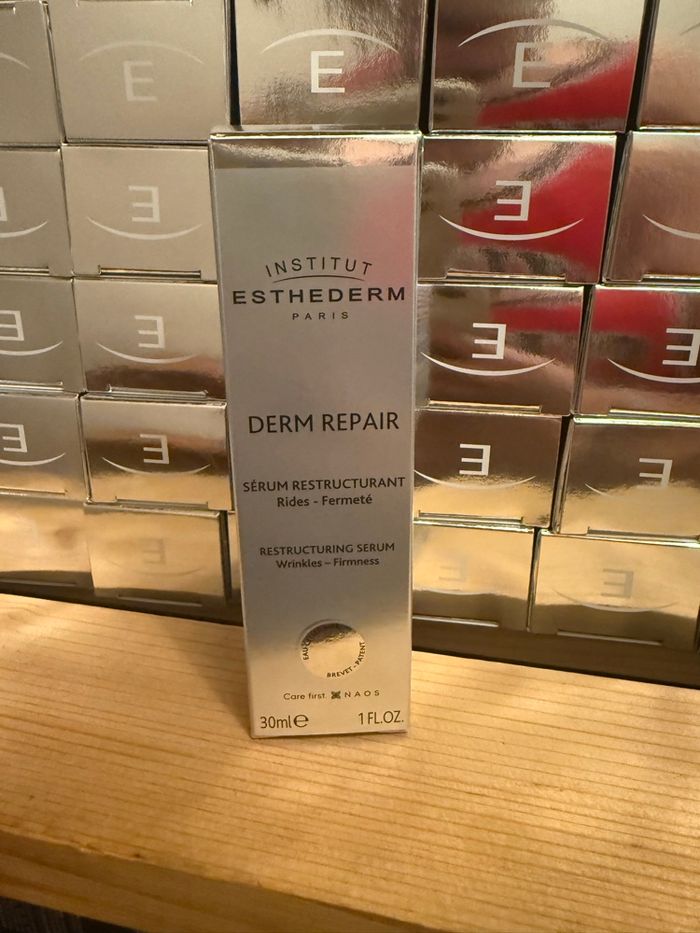 E
E
E
E
E
E
E
E
E
E
E
E
INSTITUT
ESTHEDERM
PARIS
DERM REPAIR
SÉRUM RESTRUCTURANT
Rides - Fermeté
RESTRUCTURING SERUM
Wrinkles – Firmness
BREVET - PATENT
Care first. NAOS
30ml℮ 1 FL.OZ.